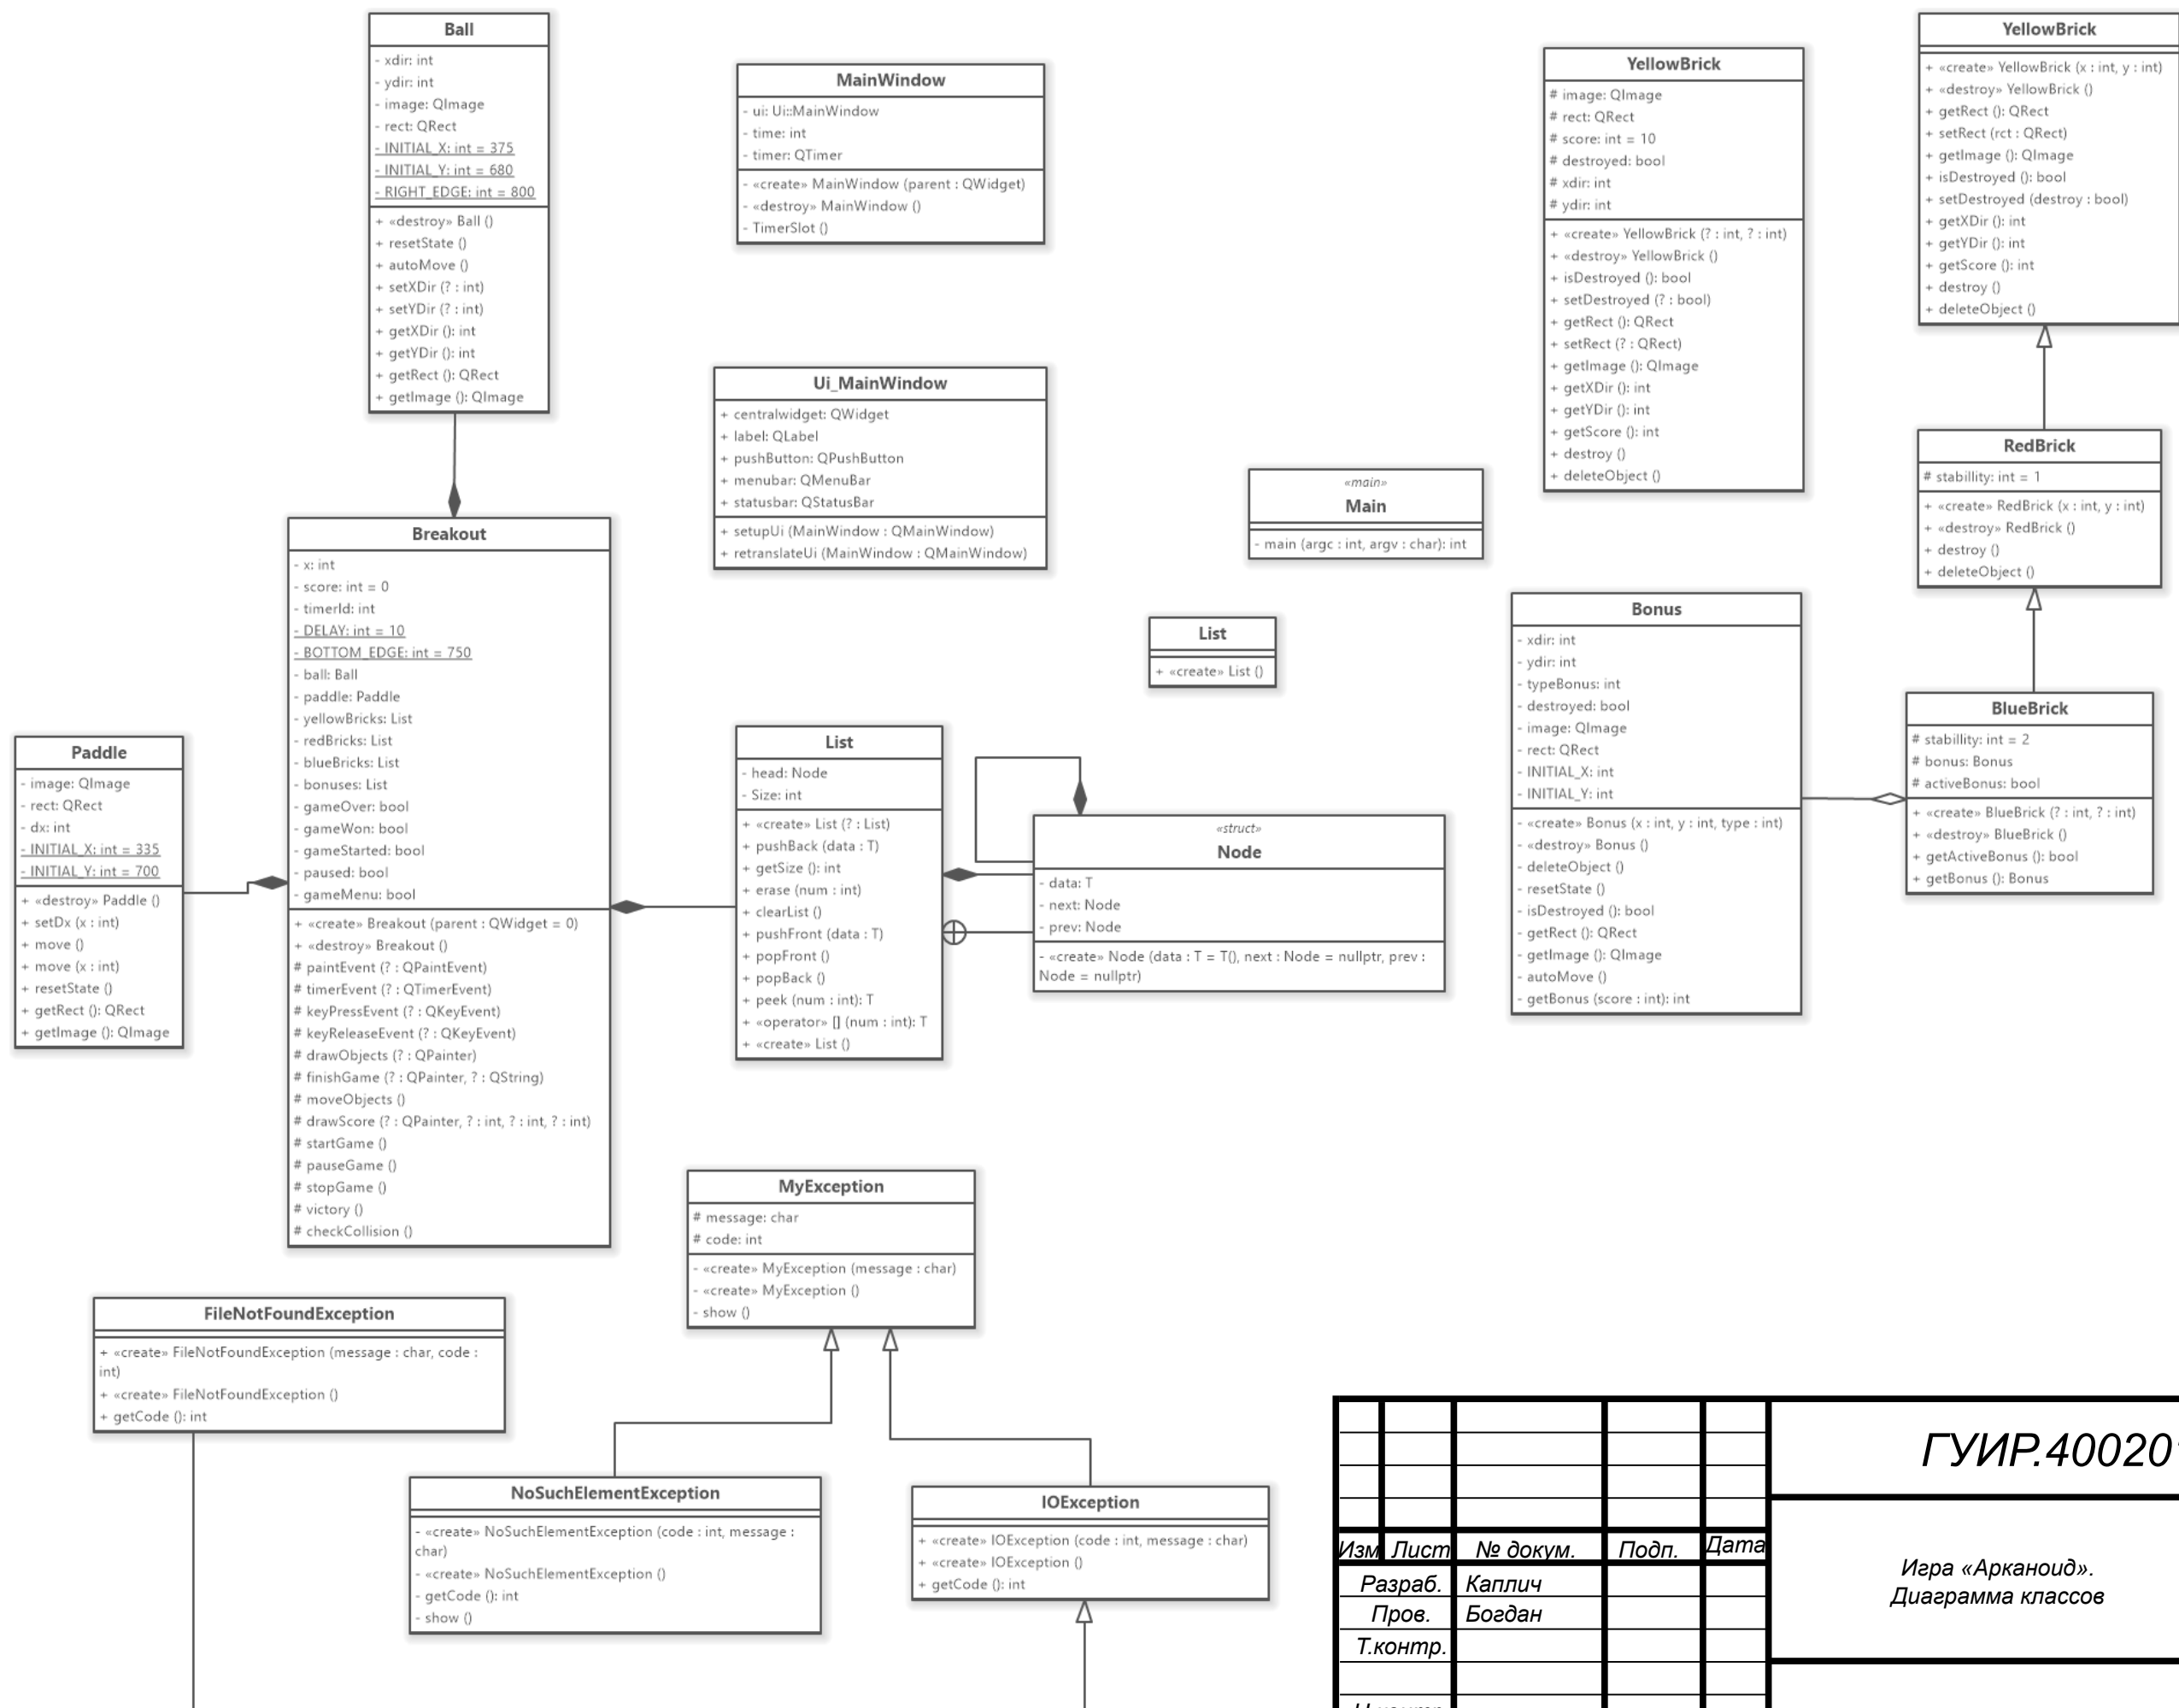 Ball
- xdir: int
- ydir: int
- image: QImage
- rect: QRect
- INITIAL_X: int = 375
- INITIAL_Y: int = 680
- RIGHT_EDGE: int = 800
+ «destroy» Ball ()
+ resetState ()
+ autoMove ()
+ setXDir (? : int)
+ setYDir (? : int)
+ getXDir (): int
+ getYDir (): int
+ getRect (): QRect
+ getImage (): QImage
MainWindow
- ui: Ui::MainWindow
- time: int
- timer: QTimer
- «create» MainWindow (parent : QWidget)
- «destroy» MainWindow ()
- TimerSlot ()
YellowBrick
# image: QImage
# rect: QRect
# score: int = 10
# destroyed: bool
# xdir: int
# ydir: int
+ «create» YellowBrick (? : int, ? : int)
+ «destroy» YellowBrick ()
+ isDestroyed (): bool
+ setDestroyed (? : bool)
+ getRect (): QRect
+ setRect (? : QRect)
+ getImage (): QImage
+ getXDir (): int
+ getYDir (): int
+ getScore (): int
+ destroy ()
+ deleteObject ()
YellowBrick
+ «create» YellowBrick (x : int, y : int)
+ «destroy» YellowBrick ()
+ getRect (): QRect
+ setRect (rct : QRect)
+ getImage (): QImage
+ isDestroyed (): bool
+ setDestroyed (destroy : bool)
+ getXDir (): int
+ getYDir (): int
+ getScore (): int
+ destroy ()
+ deleteObject ()
Ui_MainWindow
+ centralwidget: QWidget
+ label: QLabel
+ pushButton: QPushButton
+ menubar: QMenuBar
+ statusbar: QStatusBar
+ setupUi (MainWindow : QMainWindow)
+ retranslateUi (MainWindow : QMainWindow)
«main»
Main
- main (argc : int, argv : char): int
RedBrick
# stabillity: int = 1
+ «create» RedBrick (x : int, y : int)
+ «destroy» RedBrick ()
+ destroy ()
+ deleteObject ()
Breakout
- x: int
- score: int = 0
- timerId: int
- DELAY: int = 10
- BOTTOM_EDGE: int = 750
- ball: Ball
- paddle: Paddle
- yellowBricks: List
- redBricks: List
- blueBricks: List
- bonuses: List
- gameOver: bool
- gameWon: bool
- gameStarted: bool
- paused: bool
- gameMenu: bool
+ «create» Breakout (parent : QWidget = 0)
+ «destroy» Breakout ()
# paintEvent (? : QPaintEvent)
# timerEvent (? : QTimerEvent)
# keyPressEvent (? : QKeyEvent)
# keyReleaseEvent (? : QKeyEvent)
# drawObjects (? : QPainter)
# finishGame (? : QPainter, ? : QString)
# moveObjects ()
# drawScore (? : QPainter, ? : int, ? : int, ? : int)
# startGame ()
# pauseGame ()
# stopGame ()
# victory ()
# checkCollision ()
List
+ «create» List ()
Bonus
- xdir: int
- ydir: int
- typeBonus: int
- destroyed: bool
- image: QImage
- rect: QRect
- INITIAL_X: int
- INITIAL_Y: int
- «create» Bonus (x : int, y : int, type : int)
- «destroy» Bonus ()
- deleteObject ()
- resetState ()
- isDestroyed (): bool
- getRect (): QRect
- getImage (): QImage
- autoMove ()
- getBonus (score : int): int
BlueBrick
# stabillity: int = 2
# bonus: Bonus
# activeBonus: bool
+ «create» BlueBrick (? : int, ? : int)
+ «destroy» BlueBrick ()
+ getActiveBonus (): bool
+ getBonus (): Bonus
Paddle
- image: QImage
- rect: QRect
- dx: int
- INITIAL_X: int = 335
- INITIAL_Y: int = 700
+ «destroy» Paddle ()
+ setDx (x : int)
+ move ()
+ move (x : int)
+ resetState ()
+ getRect (): QRect
+ getImage (): QImage
List
- head: Node
- Size: int
+ «create» List (? : List)
+ pushBack (data : T)
+ getSize (): int
+ erase (num : int)
+ clearList ()
+ pushFront (data : T)
+ popFront ()
+ popBack ()
+ peek (num : int): T
+ «operator» [] (num : int): T
+ «create» List ()
«struct»
Node
- data: T
- next: Node
- prev: Node
- «create» Node (data : T = T(), next : Node = nullptr, prev :
Node = nullptr)
MyException
# message: char
# code: int
- «create» MyException (message : char)
- «create» MyException ()
- show ()
FileNotFoundException
+ «create» FileNotFoundException (message : char, code :
int)
+ «create» FileNotFoundException ()
+ getCode (): int
NoSuchElementException
- «create» NoSuchElementException (code : int, message :
char)
- «create» NoSuchElementException ()
- getCode (): int
- show ()
IOException
+ «create» IOException (code : int, message : char)
+ «create» IOException ()
+ getCode (): int
ГУИР.40020
Изм Лист № докум. Подп. Дата
Разраб. Каплич
Пров. Богдан
Т.контр.
Игра «Арканоид».
Диаграмма классов